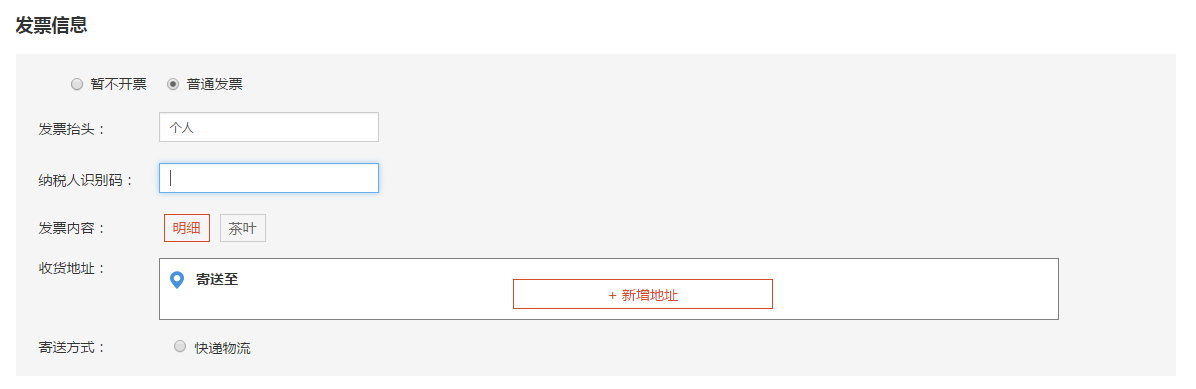 发票信息
暂不开票 普通发票
发票抬头： 个人
纳税人识别码：
发票内容： 明细 茶叶
收货地址： 寄送至
+ 新增地址
寄送方式： 快递物流